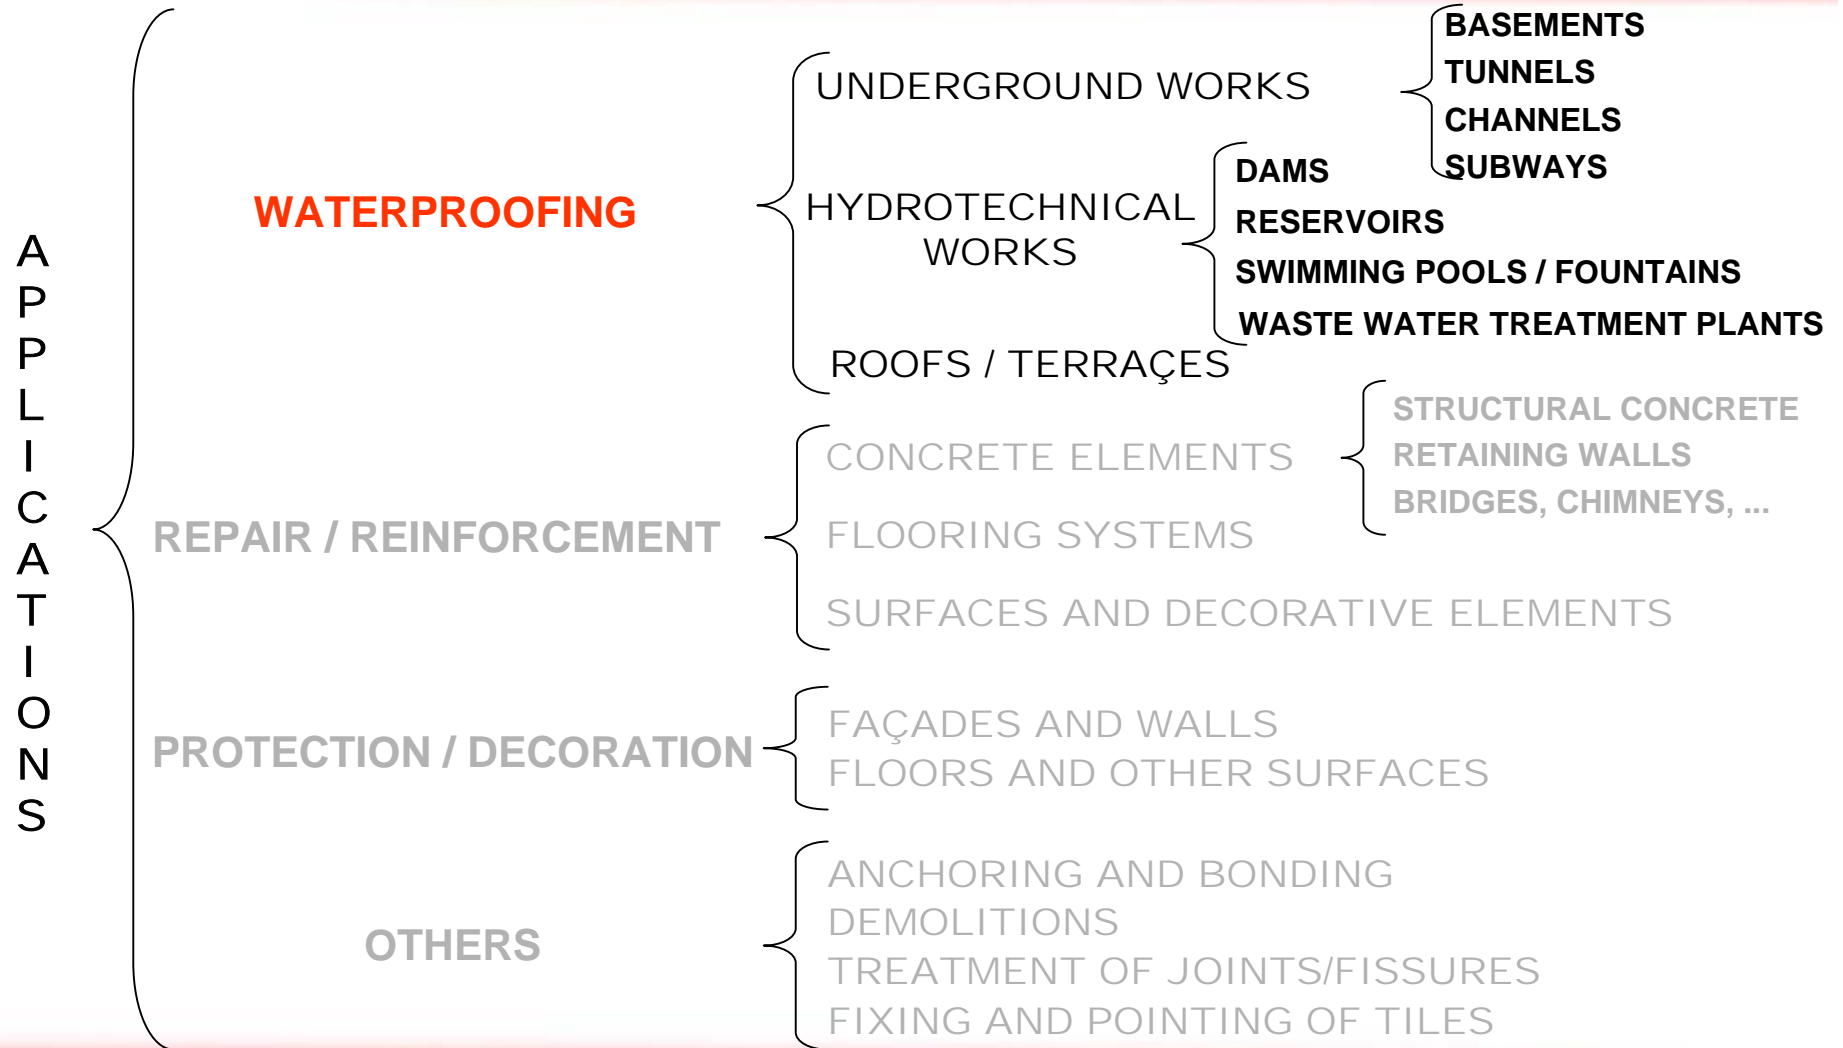 APPLICATIONS
WATERPROOFING
UNDERGROUND WORKS
BASEMENTS
TUNNELS
CHANNELS
SUBWAYS
HYDROTECHNICAL
WORKS
DAMS
RESERVOIRS
SWIMMING POOLS / FOUNTAINS
WASTE WATER TREATMENT PLANTS
ROOFS / TERRAÇES
REPAIR / REINFORCEMENT
CONCRETE ELEMENTS
STRUCTURAL CONCRETE
RETAINING WALLS
BRIDGES, CHIMNEYS, ...
FLOORING SYSTEMS
SURFACES AND DECORATIVE ELEMENTS
PROTECTION / DECORATION
FAÇADES AND WALLS
FLOORS AND OTHER SURFACES
OTHERS
ANCHORING AND BONDING
DEMOLITIONS
TREATMENT OF JOINTS/FISSURES
FIXING AND POINTING OF TILES